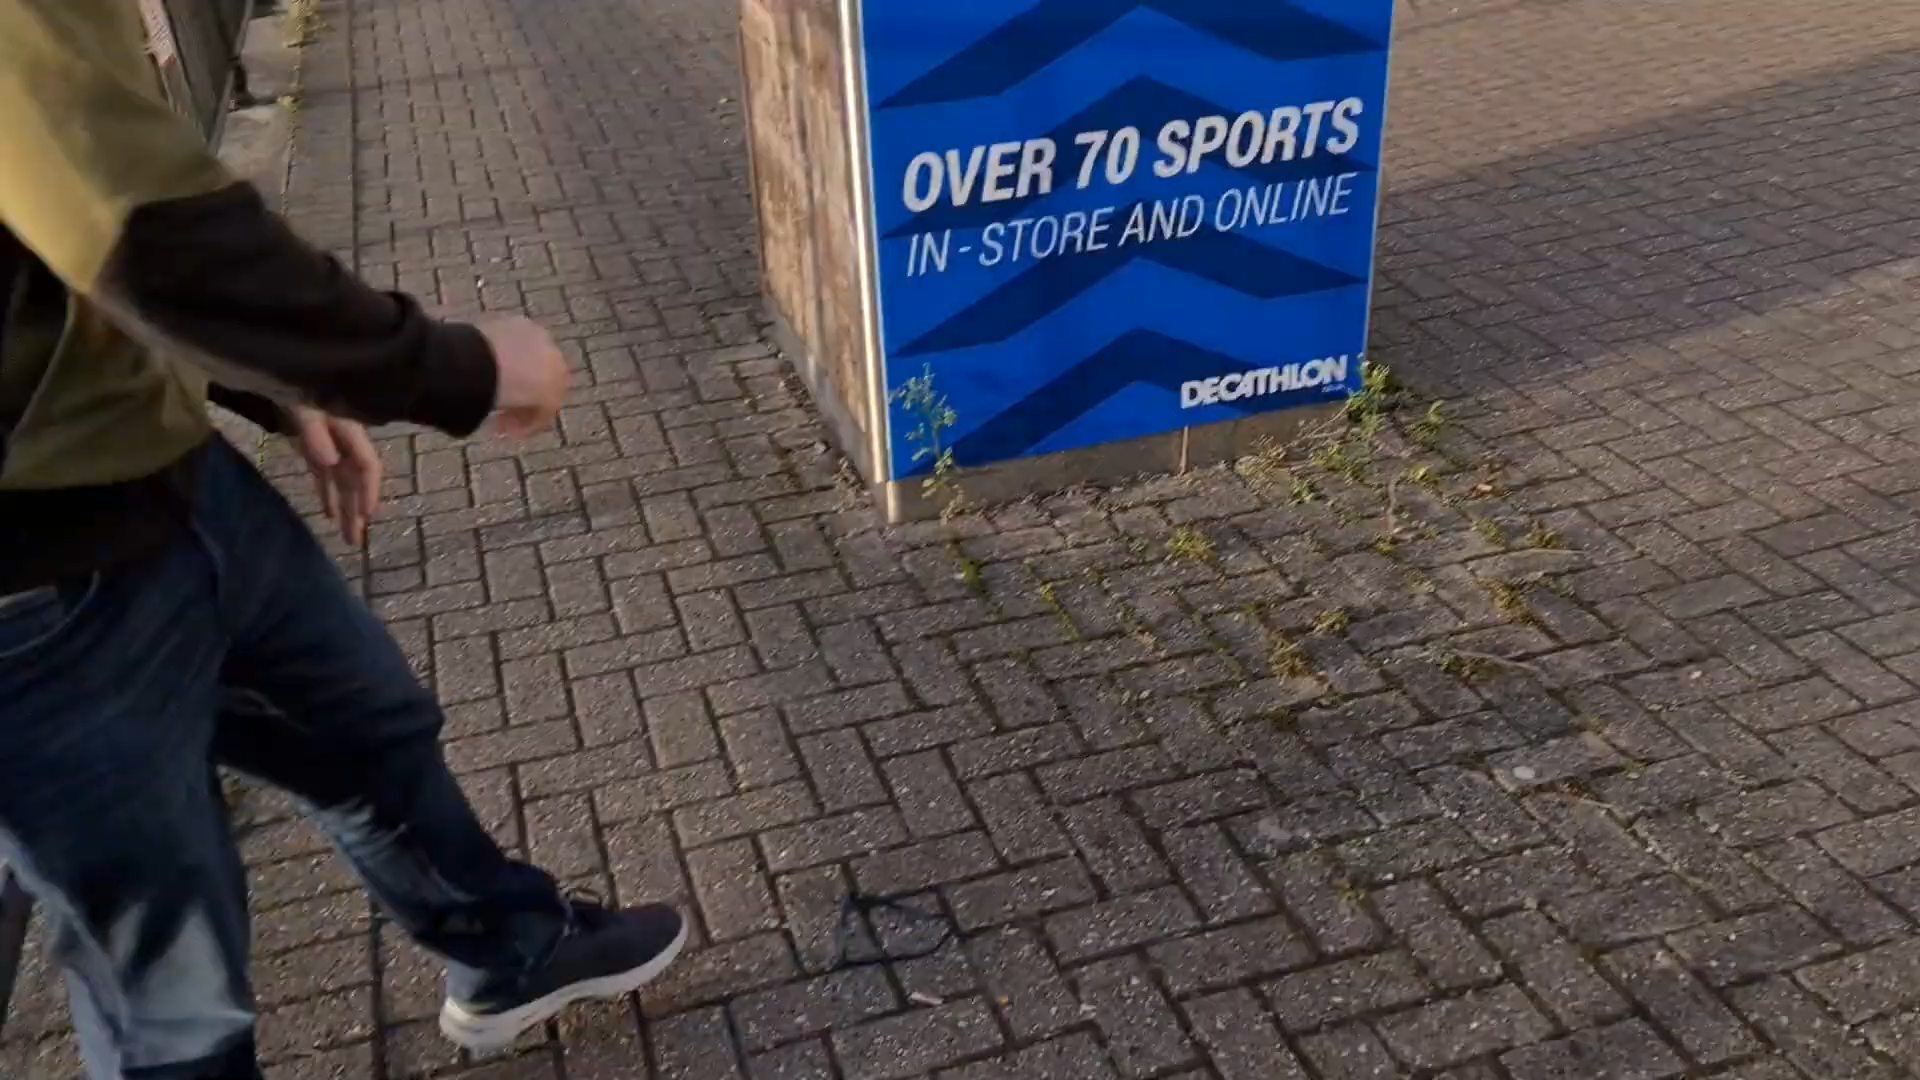 OVER 70 SPORTS
IN-STORE AND ONLINE
DECATHLON